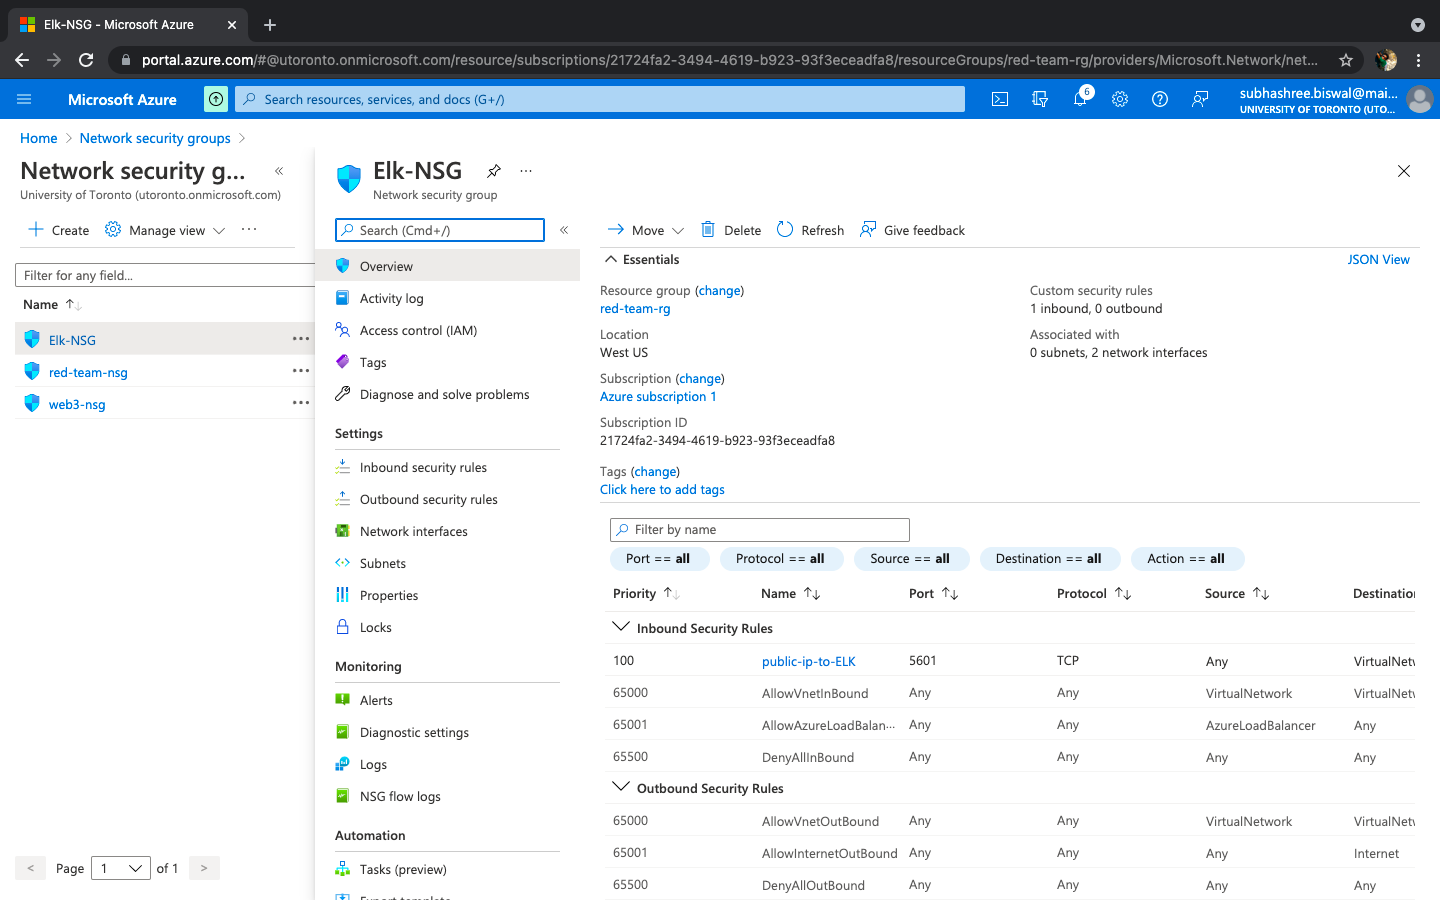 Elk-NSG - Microsoft Azure
portal.azure.com/#@utoronto.onmicrosoft.com/resource/subscriptions/21724fa2-3494-4619-b923-93f3eceadfa8/resourceGroups/red-team-rg/providers/Microsoft.Network/net...
Microsoft Azure
Search resources, services, and docs (G+/)
6
subhashree.biswal@mai...
UNIVERSITY OF TORONTO (UTO...
Home > Network security groups >
Network security g... «
University of Toronto (utoronto.onmicrosoft.com)
Create Manage view ...
Filter for any field...
Name
Elk-NSG
red-team-nsg
web3-nsg
< Page 1 of 1 >
Elk-NSG ...
Network security group
Search (Cmd+/) «
Overview
Activity log
Access control (IAM)
Tags
Diagnose and solve problems
Settings
Inbound security rules
Outbound security rules
Network interfaces
Subnets
Properties
Locks
Monitoring
Alerts
Diagnostic settings
Logs
NSG flow logs
Automation
Tasks (preview)
Export template
Move Delete Refresh Give feedback
Essentials JSON View
Resource group (change)
red-team-rg
Location
West US
Subscription (change)
Azure subscription 1
Subscription ID
21724fa2-3494-4619-b923-93f3eceadfa8
Tags (change)
Click here to add tags
Custom security rules
1 inbound, 0 outbound
Associated with
0 subnets, 2 network interfaces
Filter by name
Port == all Protocol == all Source == all Destination == all Action == all
Priority Name Port Protocol Source Destination
Inbound Security Rules
100 public-ip-to-ELK 5601 TCP Any VirtualNetw
65000 AllowVnetInBound Any Any VirtualNetwork VirtualNetw
65001 AllowAzureLoadBalan... Any Any AzureLoadBalancer Any
65500 DenyAllInBound Any Any Any Any
Outbound Security Rules
65000 AllowVnetOutBound Any Any VirtualNetwork VirtualNetw
65001 AllowInternetOutBound Any Any Any Internet
65500 DenyAllOutBound Any Any Any Any